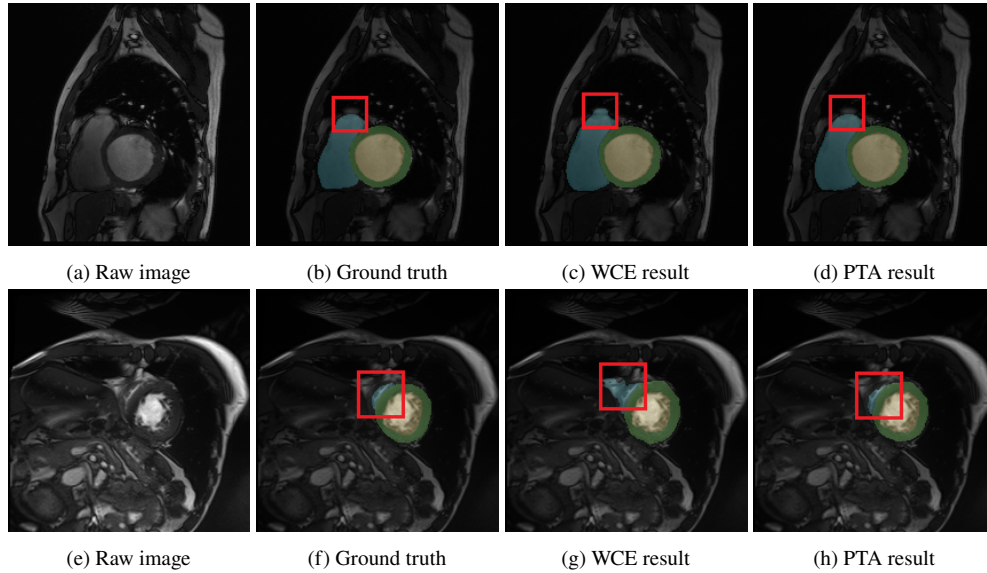 (a) Raw image
(b) Ground truth
(c) WCE result
(d) PTA result
(e) Raw image
(f) Ground truth
(g) WCE result
(h) PTA result